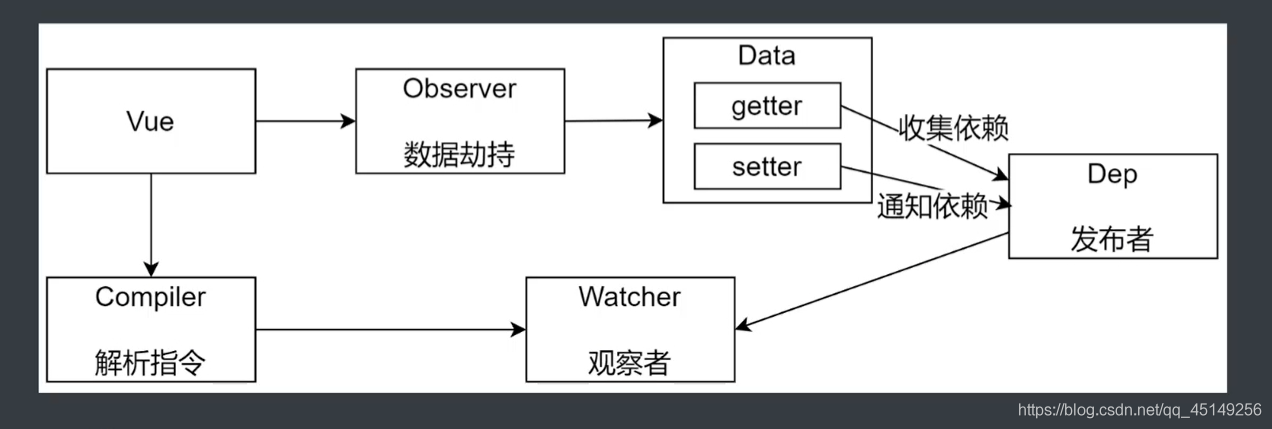 Vue
Observer
数据劫持
Data
getter
setter
收集依赖
通知依赖
Dep
发布者
Compiler
解析指令
Watcher
观察者
https://blog.csdn.net/qq_45149256